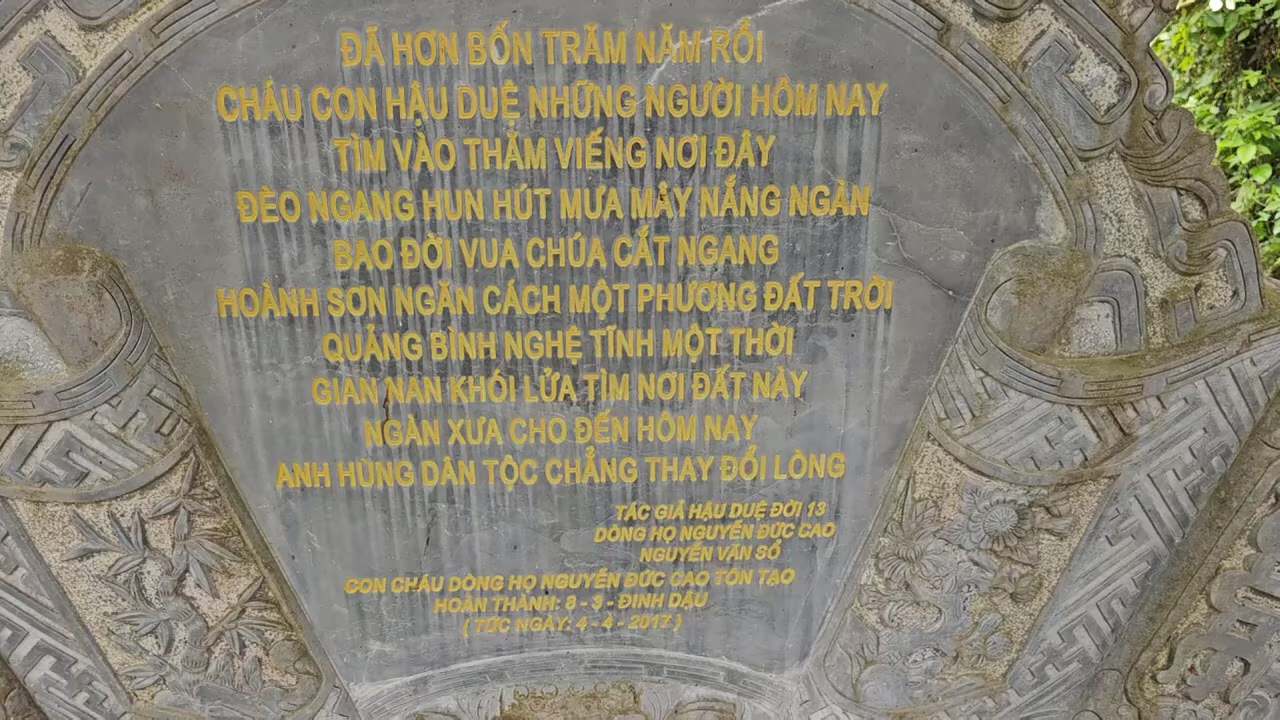 ĐÃ HƠN BỐN TRĂM NĂM RỒI
CHÁU CON HẬU DUỆ NHỮNG NGƯỜI HÔM NAY
TÌM VÀO THĂM VIẾNG NƠI ĐÂY
ĐÈO NGANG HUN HÚT MƯA MÂY NẮNG NGÀN
BAO ĐỜI VUA CHÚA CẮT NGANG
HOÀNH SƠN NGĂN CÁCH MỘT PHƯƠNG ĐẤT TRỜI
QUẢNG BÌNH NGHỆ TĨNH MỘT THỜI
GIAN NAN KHÓI LỬA TÌM NƠI ĐẤT NÀY
NGÀN XƯA CHO ĐẾN HÔM NAY
ANH HÙNG DÂN TỘC CHẲNG THAY ĐỔI LÒNG
TÁC GIẢ HẬU DUỆ ĐỜI 13
DÒNG HỌ NGUYỄN ĐỨC CAO
NGUYỄN VĂN SỔ
CON CHÁU DÒNG HỌ NGUYỄN ĐỨC CAO TÔN TẠO
HOÀN THÀNH: 8 - 3 - ĐINH DẬU
( TỨC NGÀY: 4 - 4 - 2017 )